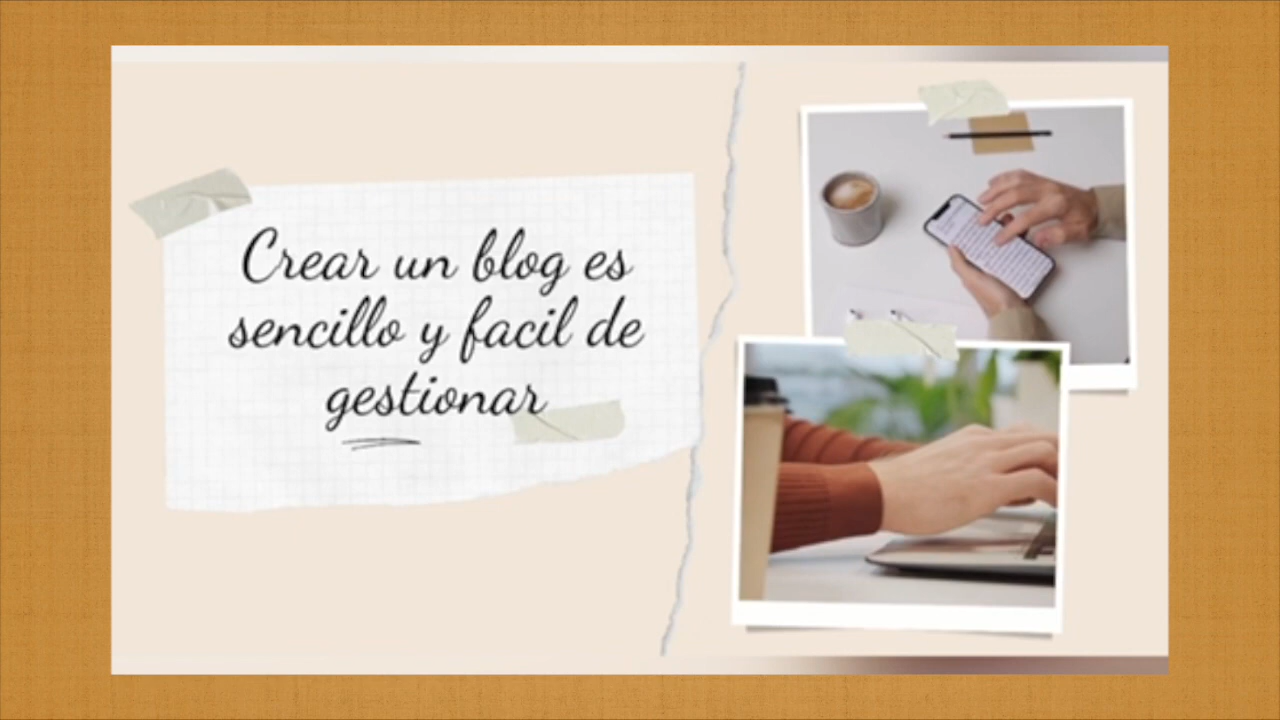 Crear un blog es
sencillo y facil de
gestionar